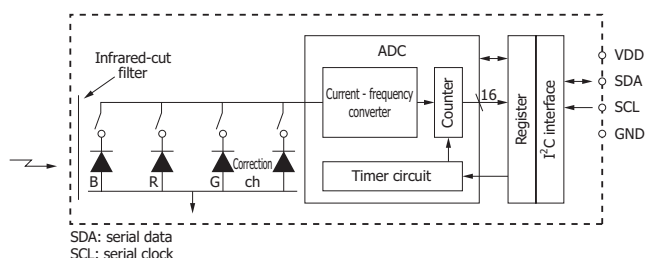 ADC
Infrared-cut
filter
Current - frequency
converter
Counter
16
Register
I²C interface
VDD
SDA
SCL
GND
B
R
G
Correction
ch
Timer circuit
SDA: serial data
SCL: serial clock